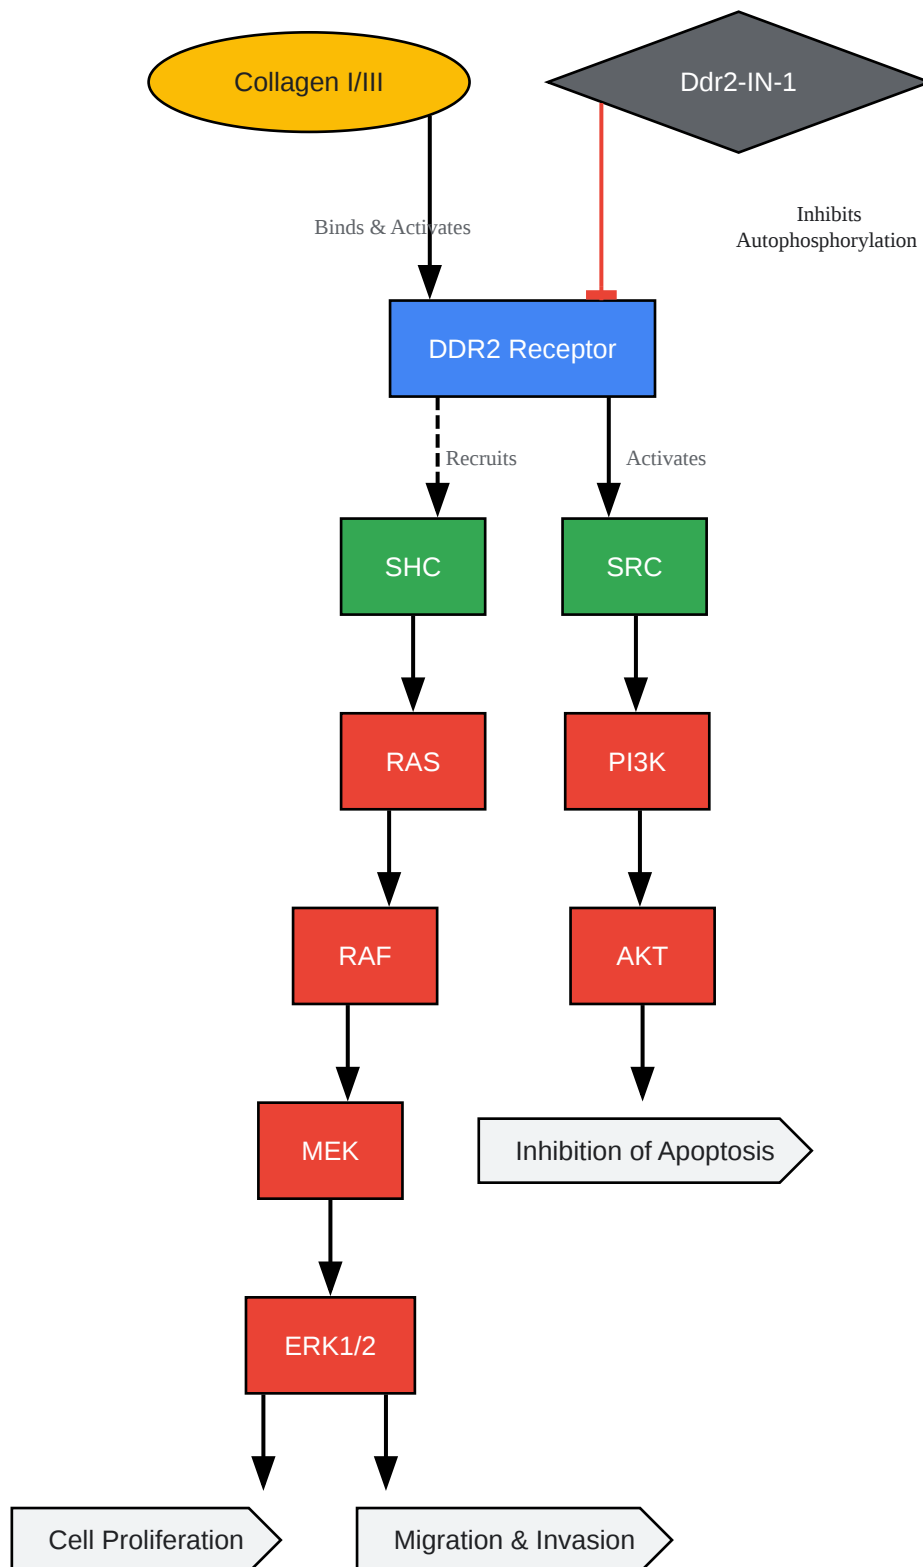 Collagen I/III
Ddr2-IN-1
Inhibits
Autophosphorylation
Binds & Activates
DDR2 Receptor
Recruits
Activates
SHC
SRC
RAS
PI3K
RAF
AKT
MEK
Inhibition of Apoptosis
ERK1/2
Cell Proliferation
Migration & Invasion